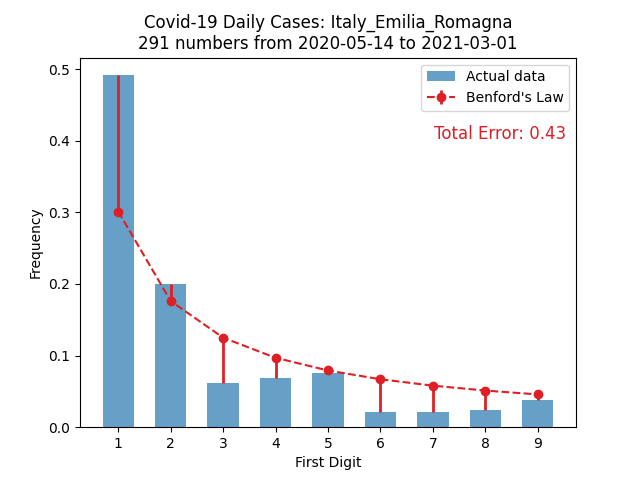 Covid-19 Daily Cases: Italy_Emilia_Romagna
291 numbers from 2020-05-14 to 2021-03-01
Actual data
Benford's Law
Total Error: 0.43
Frequency
0.5
0.4
0.3
0.2
0.1
0.0
1 2 3 4 5 6 7 8 9
First Digit